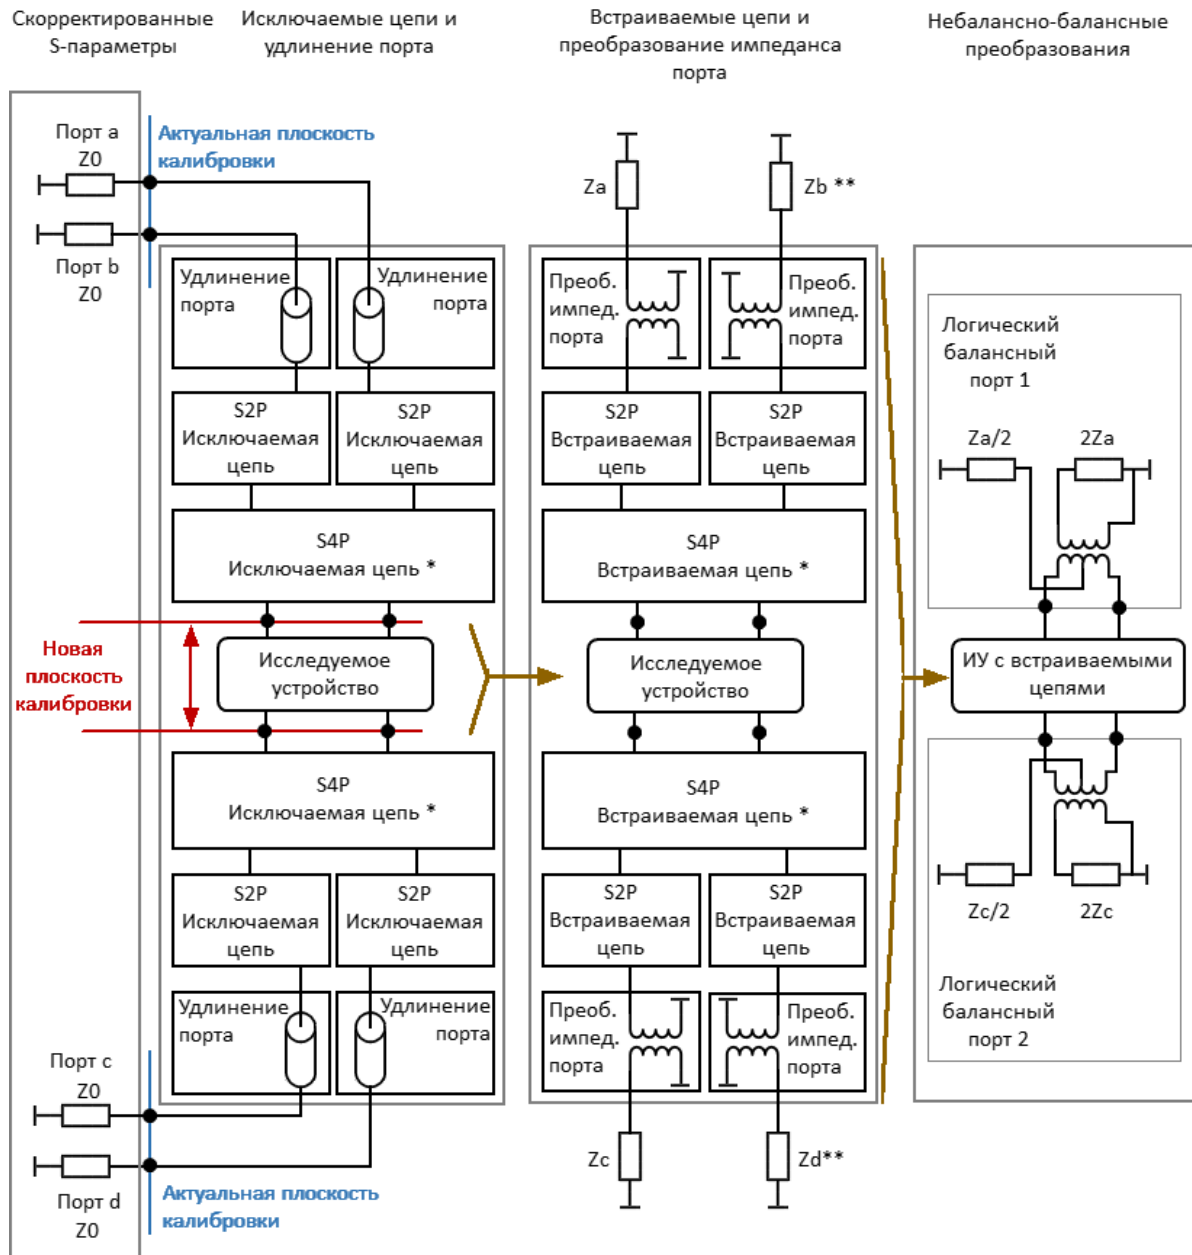 Скорректированные
S-параметры
Исключаемые цепи и
удлинение порта
Встраиваемые цепи и
преобразование импеданса
порта
Небалансно-балансные
преобразования
Порт a
Z0
Актуальная плоскость
калибровки
Порт b
Z0
Za
Zb **
Удлинение
порта
Удлинение
порта
Преоб.
импед.
порта
Преоб.
импед.
порта
Логический
балансный
порт 1
S2P
Исключаемая
цепь
S2P
Исключаемая
цепь
S2P
Встраиваемая
цепь
S2P
Встраиваемая
цепь
Za/2
2Za
S4P
Исключаемая цепь *
S4P
Встраиваемая цепь *
Новая
плоскость
калибровки
Исследуемое
устройство
Исследуемое
устройство
ИУ с встраиваемыми
цепями
S4P
Исключаемая цепь *
S4P
Встраиваемая цепь *
S2P
Исключаемая
цепь
S2P
Исключаемая
цепь
S2P
Встраиваемая
цепь
S2P
Встраиваемая
цепь
Zc/2
2Zc
Удлинение
порта
Удлинение
порта
Преоб.
импед.
порта
Преоб.
импед.
порта
Логический
балансный
порт 2
Порт c
Z0
Zc
Zd**
Порт d
Z0
Актуальная плоскость
калибровки